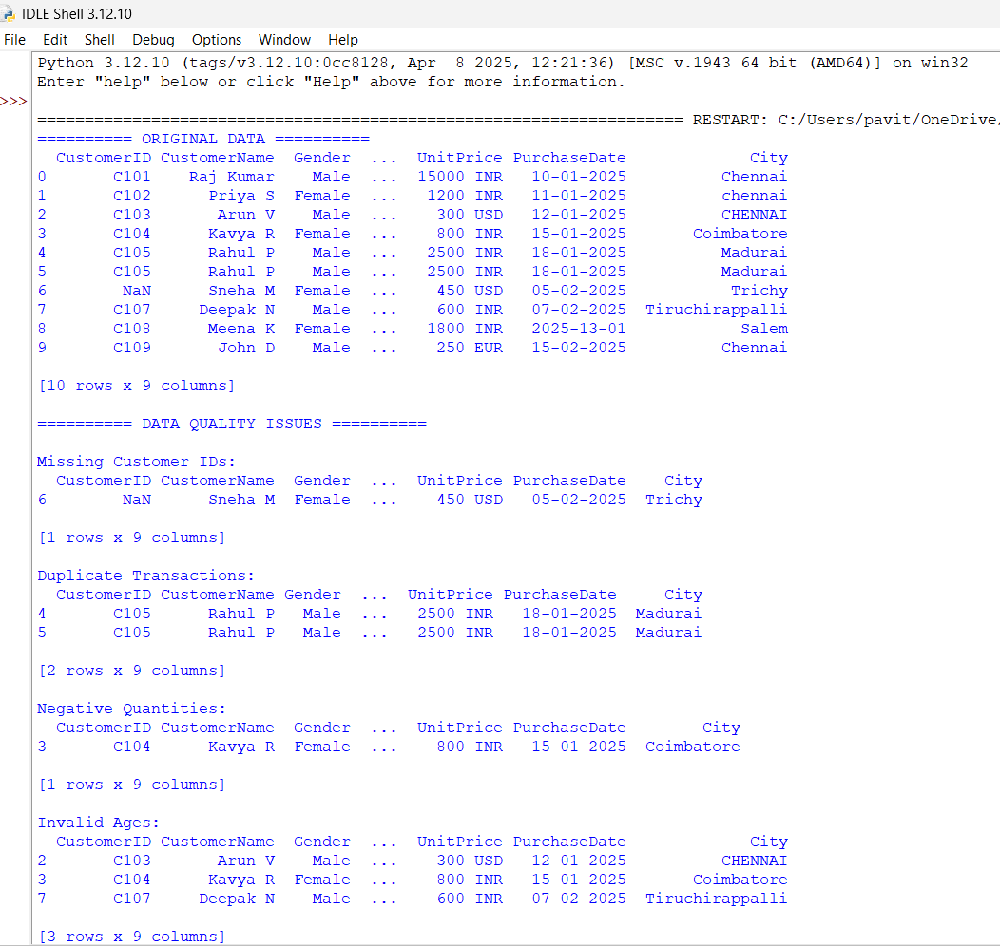 IDLE Shell 3.12.10
File Edit Shell Debug Options Window Help
Python 3.12.10 (tags/v3.12.10:0cc8128, Apr  8 2025, 12:21:36) [MSC v.1943 64 bit (AMD64)] on win32
Enter "help" below or click "Help" above for more information.
>>>
==================================================================== RESTART: C:/Users/pavit/OneDrive/
========== ORIGINAL DATA ==========
  CustomerID CustomerName  Gender  ...  UnitPrice PurchaseDate             City
0       C101    Raj Kumar    Male  ...  15000 INR   10-01-2025          Chennai
1       C102      Priya S  Female  ...   1200 INR   11-01-2025          chennai
2       C103       Arun V    Male  ...    300 USD   12-01-2025          CHENNAI
3       C104      Kavya R  Female  ...    800 INR   15-01-2025       Coimbatore
4       C105      Rahul P    Male  ...   2500 INR   18-01-2025          Madurai
5       C105      Rahul P    Male  ...   2500 INR   18-01-2025          Madurai
6        NaN      Sneha M  Female  ...    450 USD   05-02-2025           Trichy
7       C107     Deepak N    Male  ...    600 INR   07-02-2025  Tiruchirappalli
8       C108      Meena K  Female  ...   1800 INR   2025-13-01            Salem
9       C109       John D    Male  ...    250 EUR   15-02-2025          Chennai
[10 rows x 9 columns]
========== DATA QUALITY ISSUES ==========
Missing Customer IDs:
  CustomerID CustomerName  Gender  ...  UnitPrice PurchaseDate    City
6        NaN      Sneha M  Female  ...    450 USD   05-02-2025  Trichy
[1 rows x 9 columns]
Duplicate Transactions:
  CustomerID CustomerName Gender  ...  UnitPrice PurchaseDate     City
4       C105      Rahul P   Male  ...   2500 INR   18-01-2025  Madurai
5       C105      Rahul P   Male  ...   2500 INR   18-01-2025  Madurai
[2 rows x 9 columns]
Negative Quantities:
  CustomerID CustomerName  Gender  ...  UnitPrice PurchaseDate        City
3       C104      Kavya R  Female  ...    800 INR   15-01-2025  Coimbatore
[1 rows x 9 columns]
Invalid Ages:
  CustomerID CustomerName  Gender  ...  UnitPrice PurchaseDate             City
2       C103       Arun V    Male  ...    300 USD   12-01-2025          CHENNAI
3       C104      Kavya R  Female  ...    800 INR   15-01-2025       Coimbatore
7       C107     Deepak N    Male  ...    600 INR   07-02-2025  Tiruchirappalli
[3 rows x 9 columns]